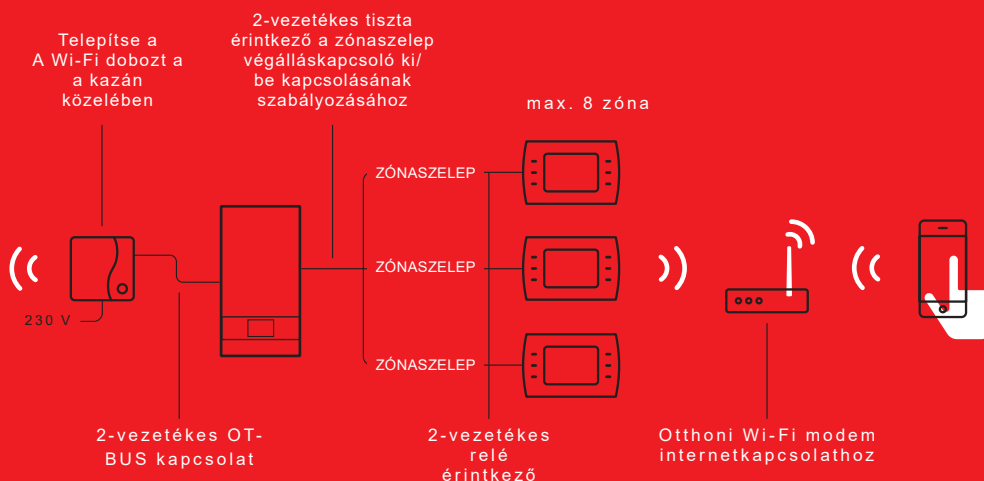 Telepítse a
A Wi-Fi dobozt a
a kazán
közelében
2-vezetékes tiszta
érintkező a zónaszelep
végálláskapcsoló ki/
be kapcsolásának
szabályozásához
max. 8 zóna
ZÓNASZELEP
ZÓNASZELEP
ZÓNASZELEP
230 V
2-vezetékes OT-
BUS kapcsolat
2-vezetékes
relé
érintkező
Otthoni Wi-Fi modem
internetkapcsolathoz